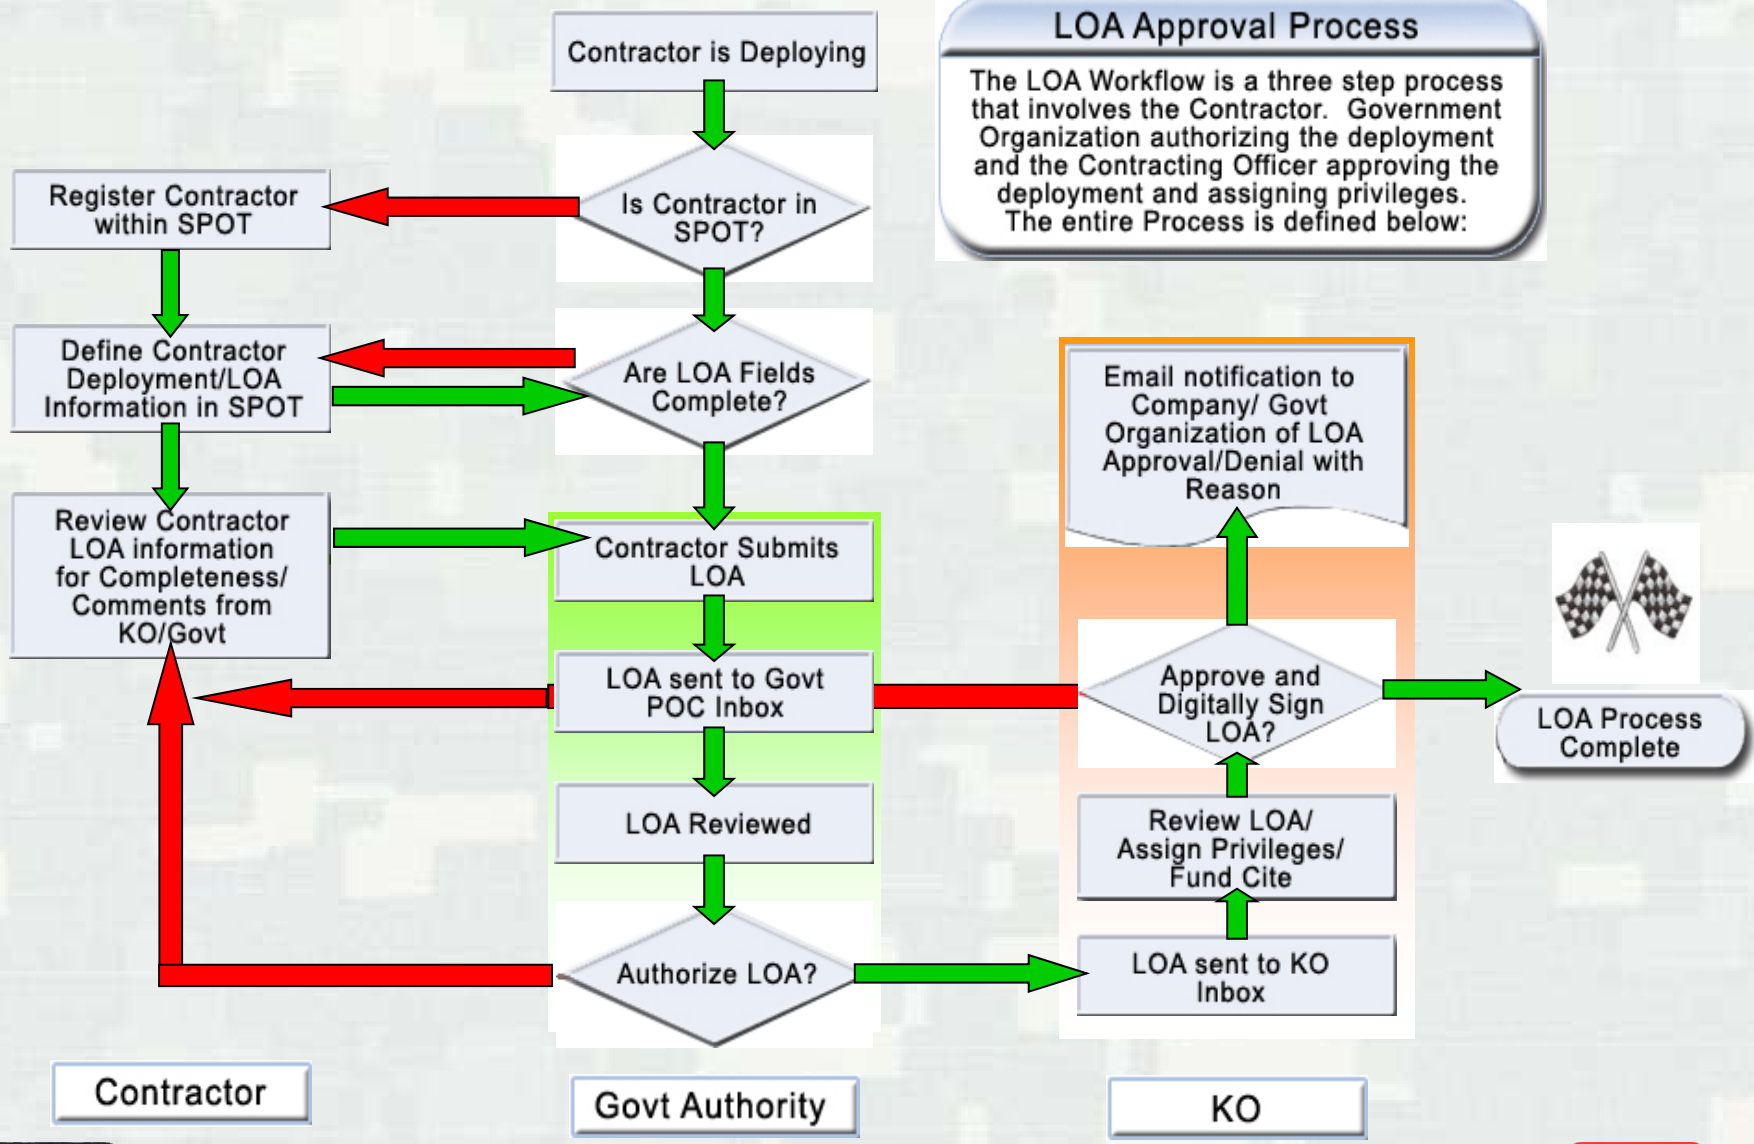 Contractor is Deploying
LOA Approval Process
The LOA Workflow is a three step process
that involves the Contractor.  Government
Organization authorizing the deployment
and the Contracting Officer approving the
deployment and assigning privileges.
The entire Process is defined below:
Register Contractor
within SPOT
Is Contractor in
SPOT?
Define Contractor
Deployment/LOA
Information in SPOT
Are LOA Fields
Complete?
Email notification to
Company/ Govt
Organization of LOA
Approval/Denial with
Reason
Review Contractor
LOA information
for Completeness/
Comments from
KO/Govt
Contractor Submits
LOA
LOA sent to Govt
POC Inbox
Approve and
Digitally Sign
LOA?
LOA Process
Complete
LOA Reviewed
Review LOA/
Assign Privileges/
Fund Cite
Authorize LOA?
LOA sent to KO
Inbox
Contractor
Govt Authority
KO